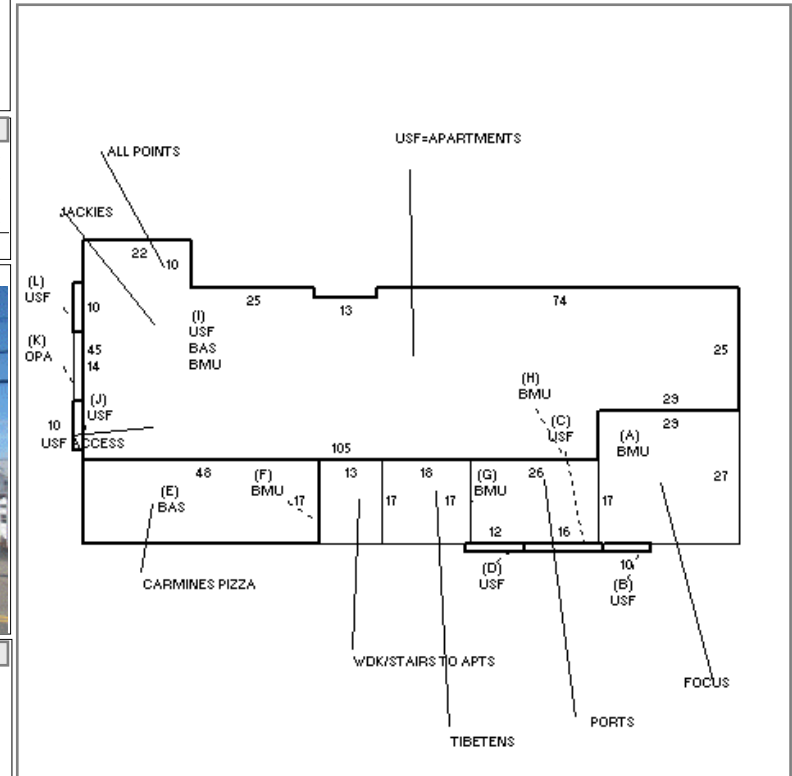 USF=APARTMENTS
ALL POINTS
JACKIES
22
10
(L)
USF
25
13
74
10
(I)
USF
BAS
BMU
(K)
OPA
45
14
25
(H)
BMU
(J)
USF
29
29
10
USF ACCESS
(C)
USF
(A)
BMU
105
48
(F)
BMU
13
18
(G)
BMU
26
27
(E)
BAS
17
17
17
17
12
16
(D)
USF
10
(B)
USF
CARMINES PIZZA
WDK/STAIRS TO APTS
FOCUS
PORTS
TIBETENS